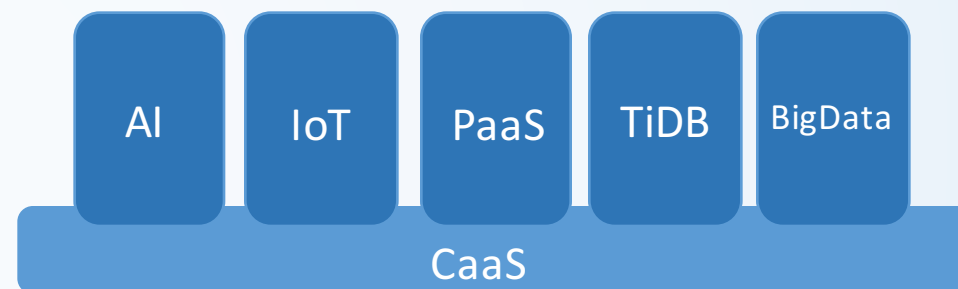 AI
IoT
PaaS
TiDB
BigData
CaaS